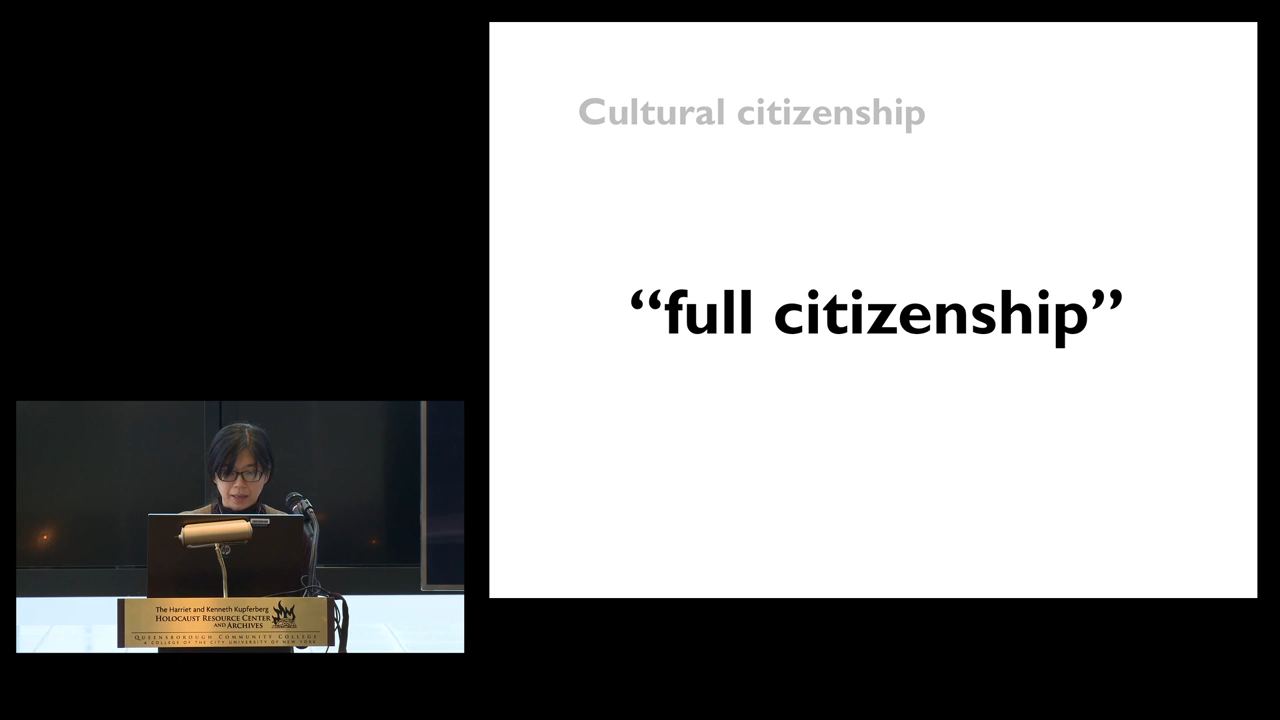 Cultural citizenship
“full citizenship”
The Harriet and Kenneth Kupferberg
HOLOCAUST RESOURCE CENTER
AND ARCHIVES
QUEENSBOROUGH COMMUNITY COLLEGE
A COLLEGE OF THE CITY UNIVERSITY OF NEW YORK